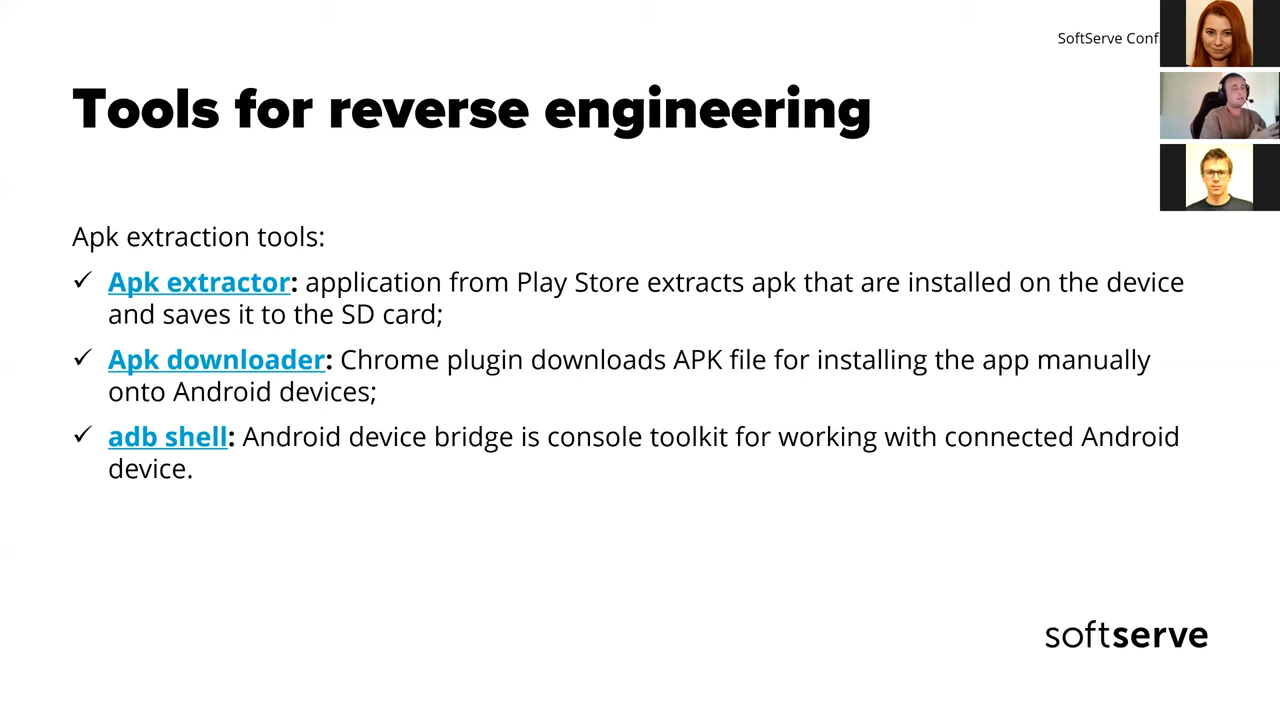 SoftServe Conf
Tools for reverse engineering
Apk extraction tools:
✓ Apk extractor: application from Play Store extracts apk that are installed on the device
and saves it to the SD card;
✓ Apk downloader: Chrome plugin downloads APK file for installing the app manually
onto Android devices;
✓ adb shell: Android device bridge is console toolkit for working with connected Android
device.
softserve